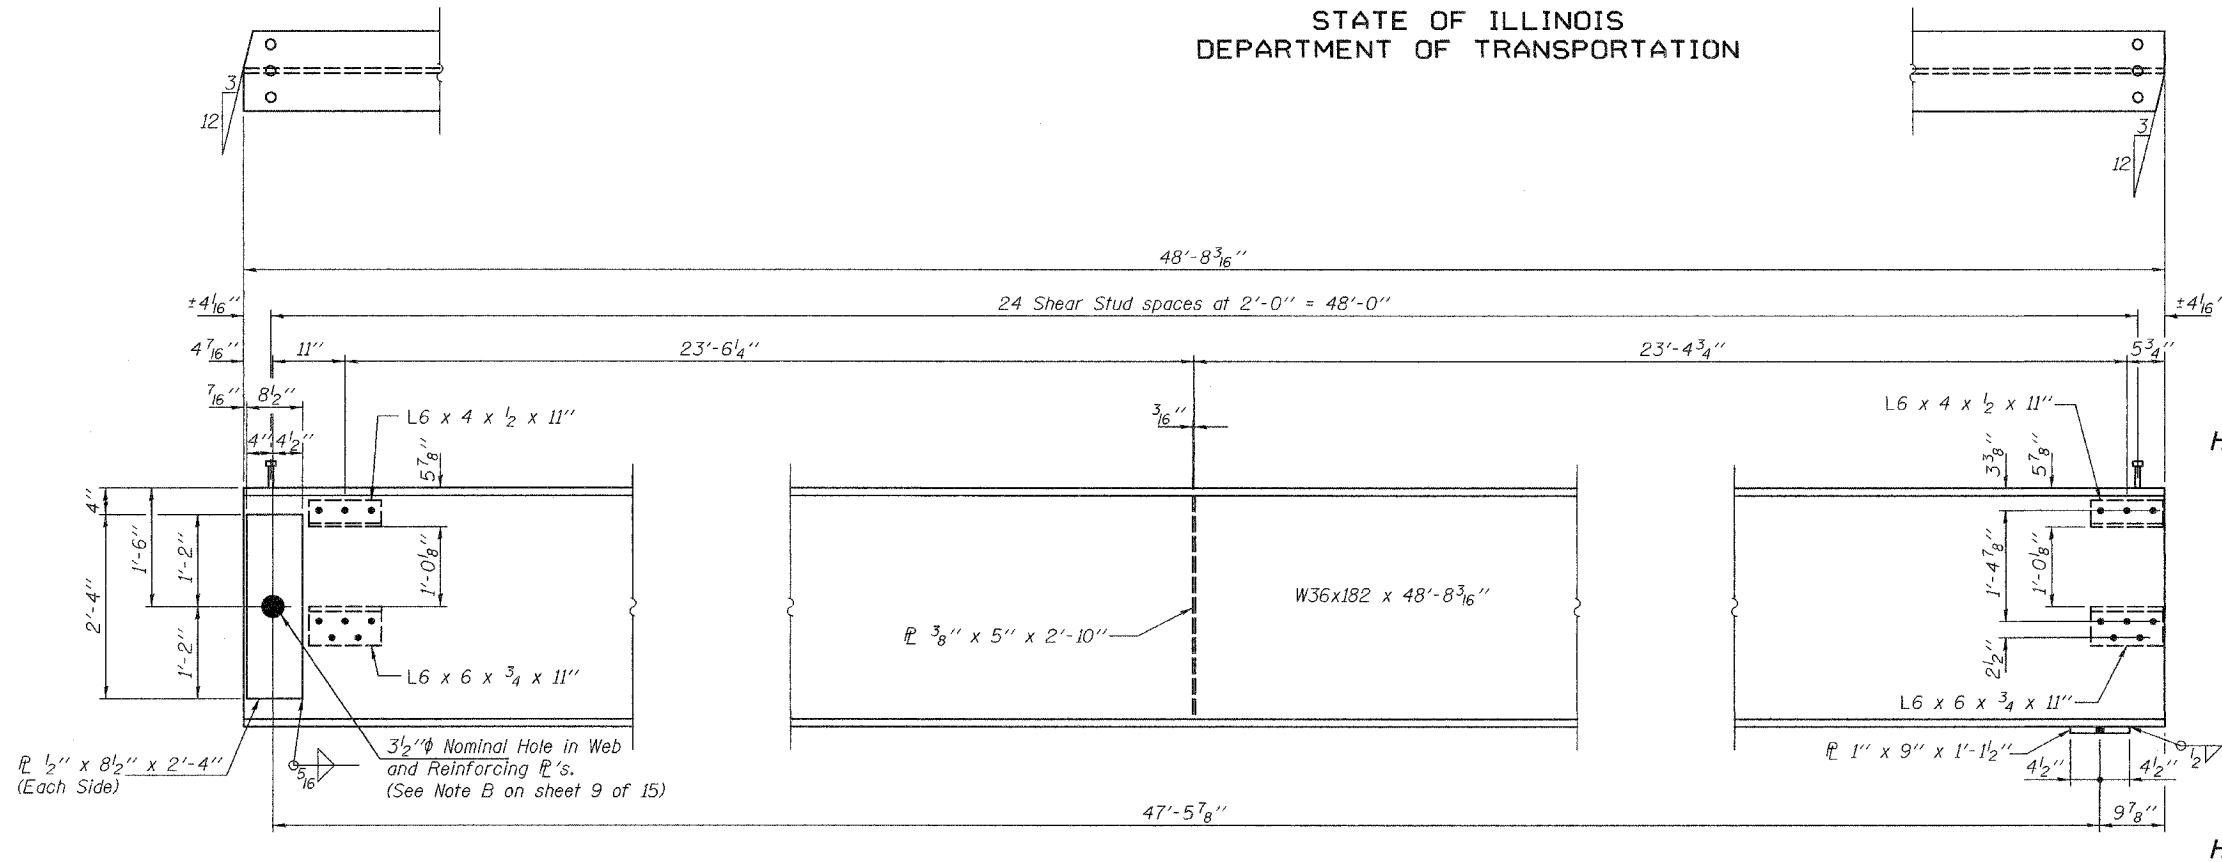 STATE OF ILLINOIS
DEPARTMENT OF TRANSPORTATION
3
12
3
12
48'-8 3/16"
±4 1/16"
24 Shear Stud spaces at 2'-0" = 48'-0"
±4 1/16"
4 7/16"
11"
23'-6 1/4"
23'-4 3/4"
5 3/4"
7/16"
8 1/2"
4"
4 1/2"
L6 x 4 x 1/2 x 11"
5 7/8"
3/16"
L6 x 4 x 1/2 x 11"
3 3/8"
5 7/8"
4"
1'-6"
1'-2"
2'-4"
1'-2"
1'-0 1/8"
W36x182 x 48'-8 3/16"
1'-4 7/8"
1'-0 1/8"
℄ 3/8" x 5" x 2'-10"
2 1/2"
L6 x 6 x 3/4 x 11"
L6 x 6 x 3/4 x 11"
℄ 1/2" x 8 1/2" x 2'-4"
(Each Side)
5/16
3 1/2"ϕ Nominal Hole in Web
and Reinforcing ℄'s.
(See Note B on sheet 9 of 15)
℄ 1" x 9" x 1'-1 1/2"
4 1/2"
4 1/2"
1/2
47'-5 7/8"
9 7/8"
H
H